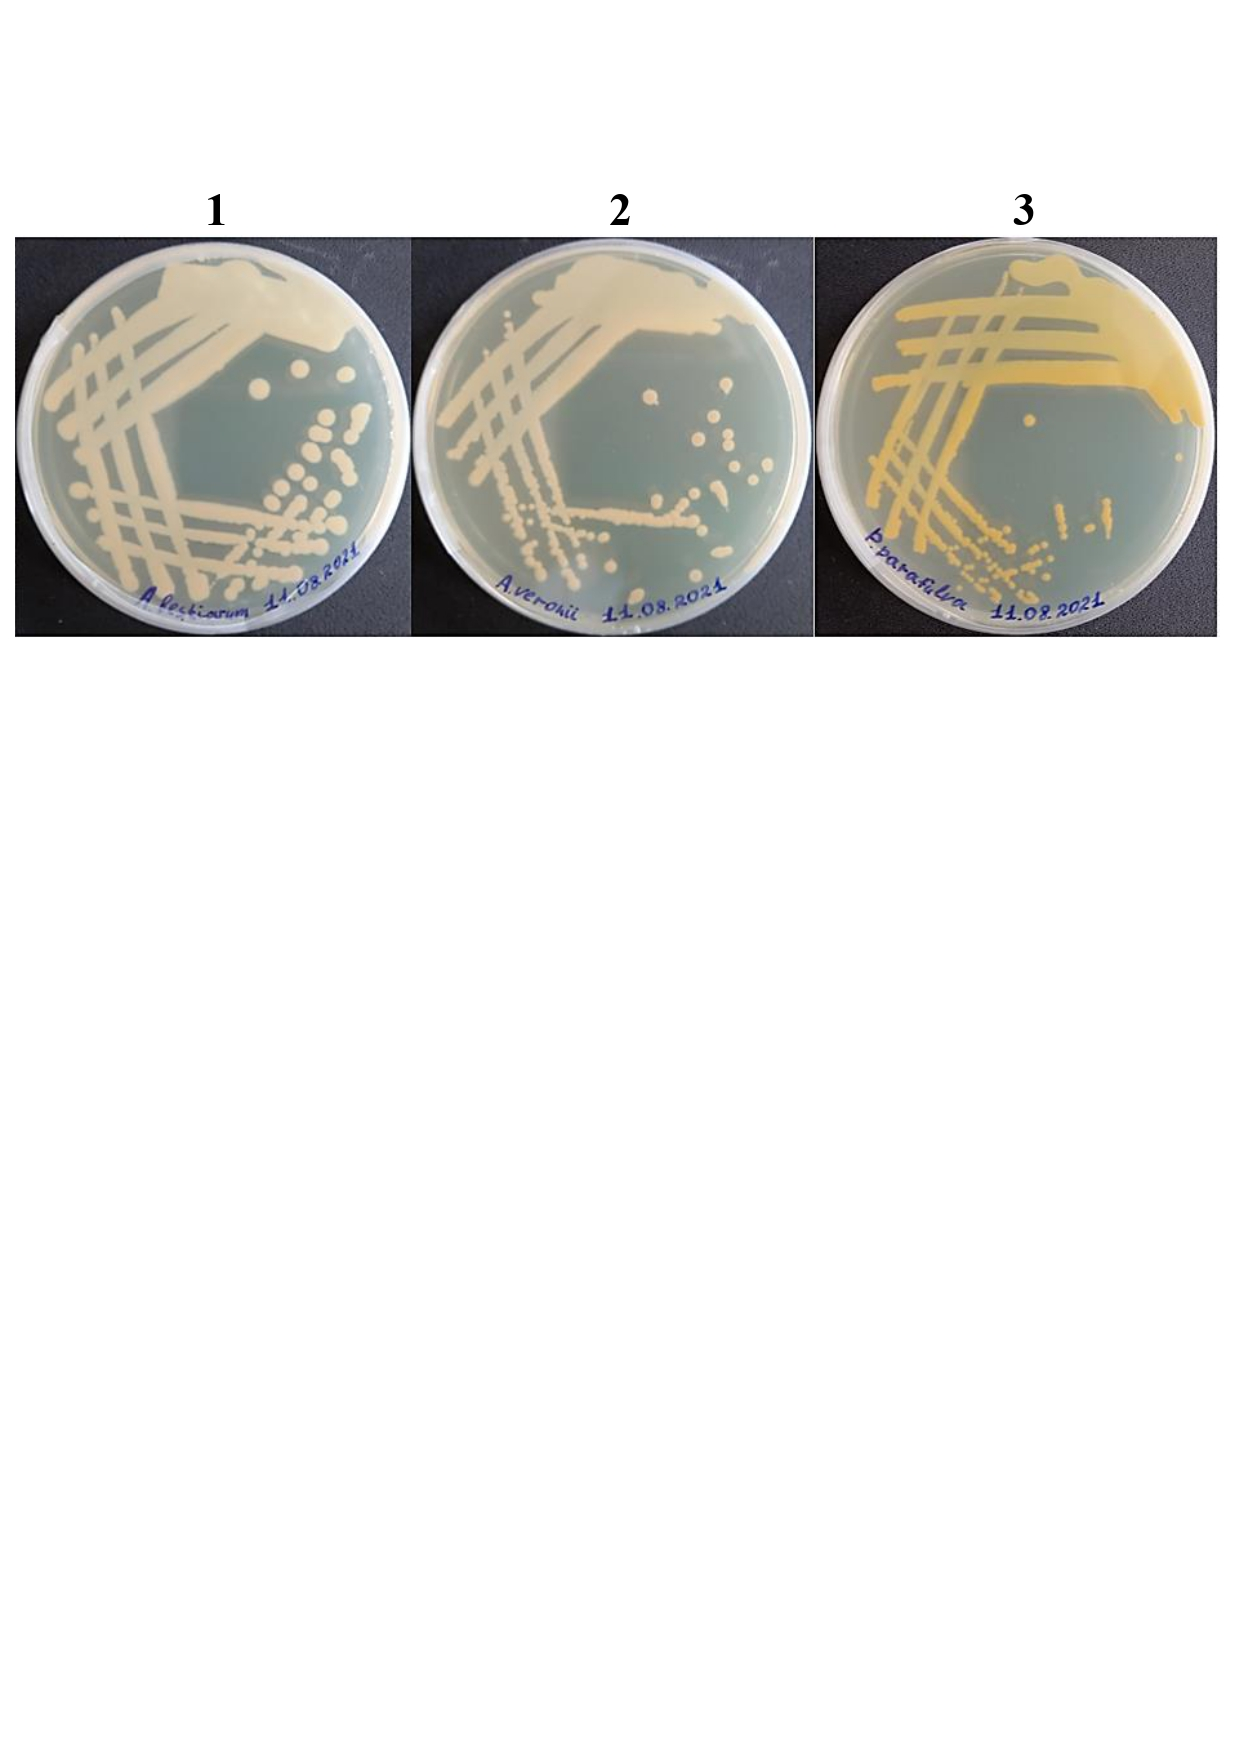 1
2
3
A. bestiarum 11.08.2021
A. veronii 11.08.2021
P. parafulva 11.08.2021